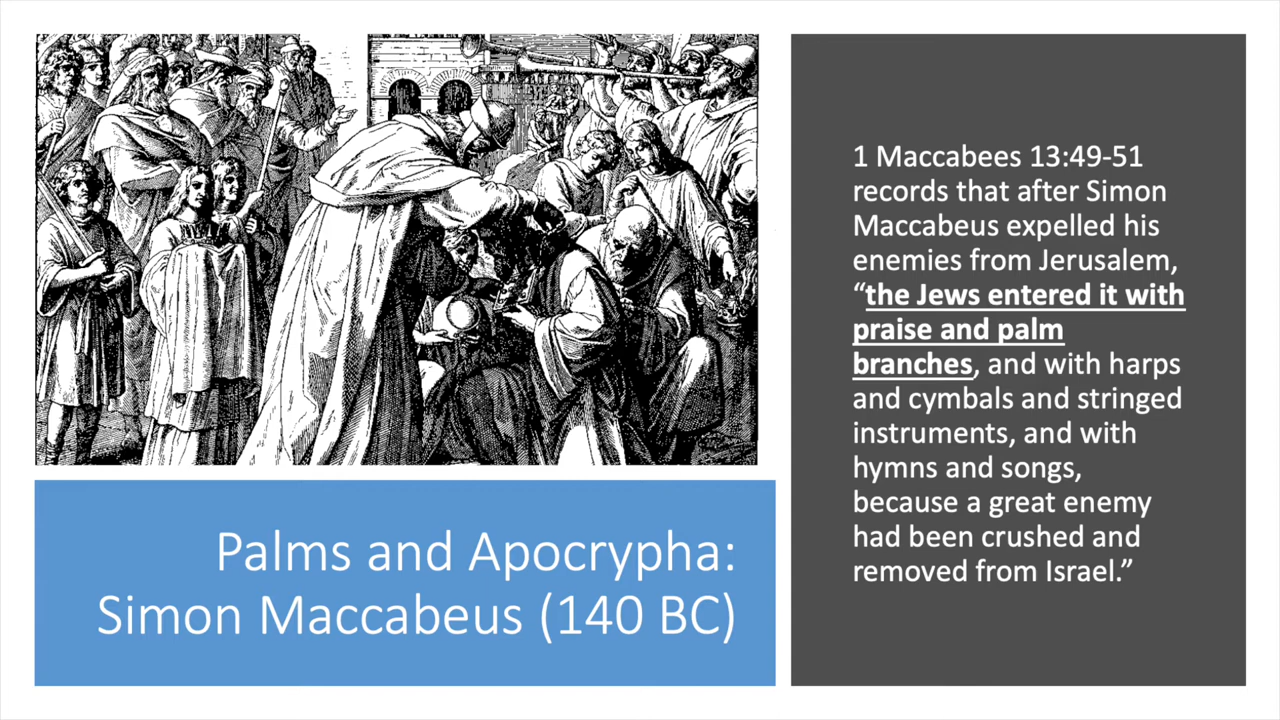 Palms and Apocrypha:
Simon Maccabeus (140 BC)
1 Maccabees 13:49-51
records that after Simon
Maccabeus expelled his
enemies from Jerusalem,
“the Jews entered it with
praise and palm
branches, and with harps
and cymbals and stringed
instruments, and with
hymns and songs,
because a great enemy
had been crushed and
removed from Israel.”